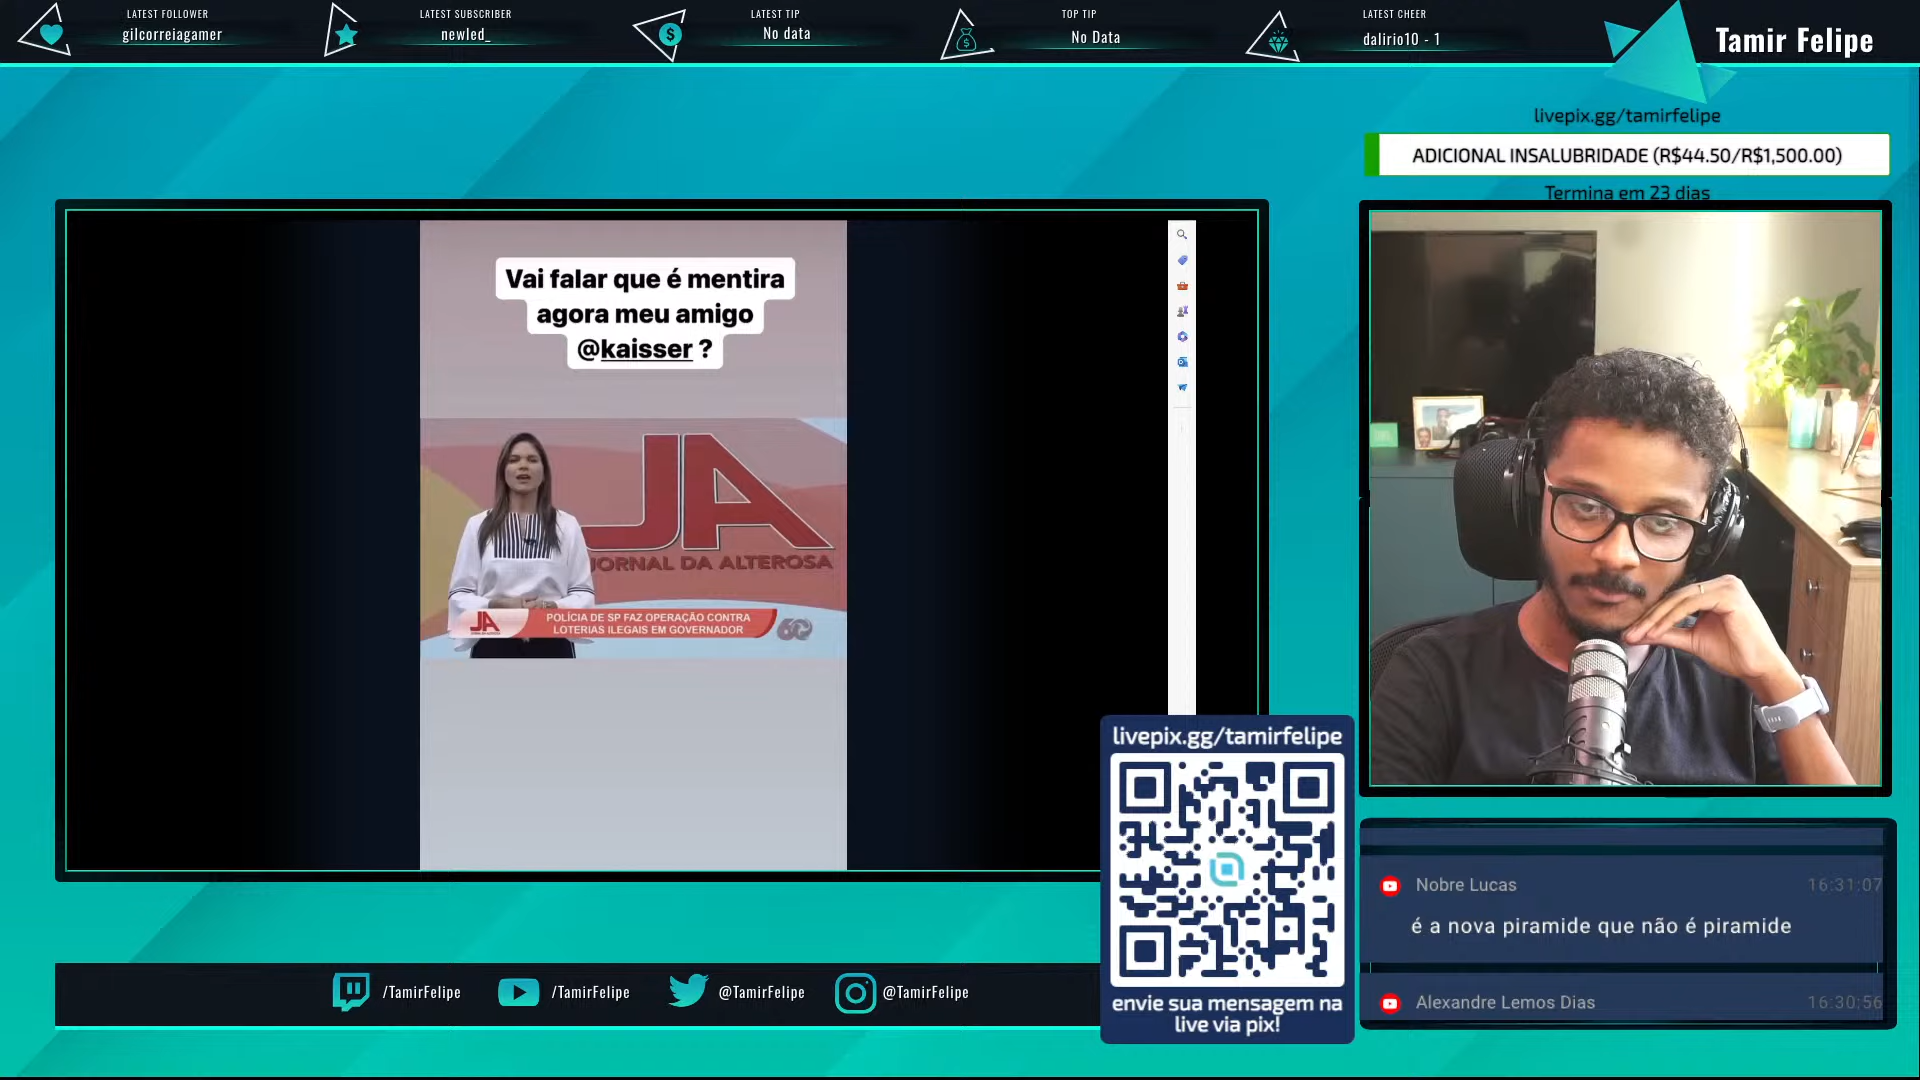 LATEST FOLLOWER
gilcorreiagamer
LATEST SUBSCRIBER
newled_
LATEST TIP
No data
TOP TIP
No Data
LATEST CHEER
dalirio10 - 1
Tamir Felipe
livepix.gg/tamirfelipe
ADICIONAL INSALUBRIDADE (R$44.50/R$1,500.00)
Termina em 23 dias
Vai falar que é mentira
agora meu amigo
@kaisser ?
JA
JORNAL DA ALTEROSA
JA
POLÍCIA DE SP FAZ OPERAÇÃO CONTRA
LOTERIAS ILEGAIS EM GOVERNADOR
livepix.gg/tamirfelipe
envie sua mensagem na
live via pix!
Nobre Lucas
16:31:07
é a nova piramide que não é piramide
Alexandre Lemos Dias
16:30:56
/TamirFelipe
/TamirFelipe
@TamirFelipe
@TamirFelipe